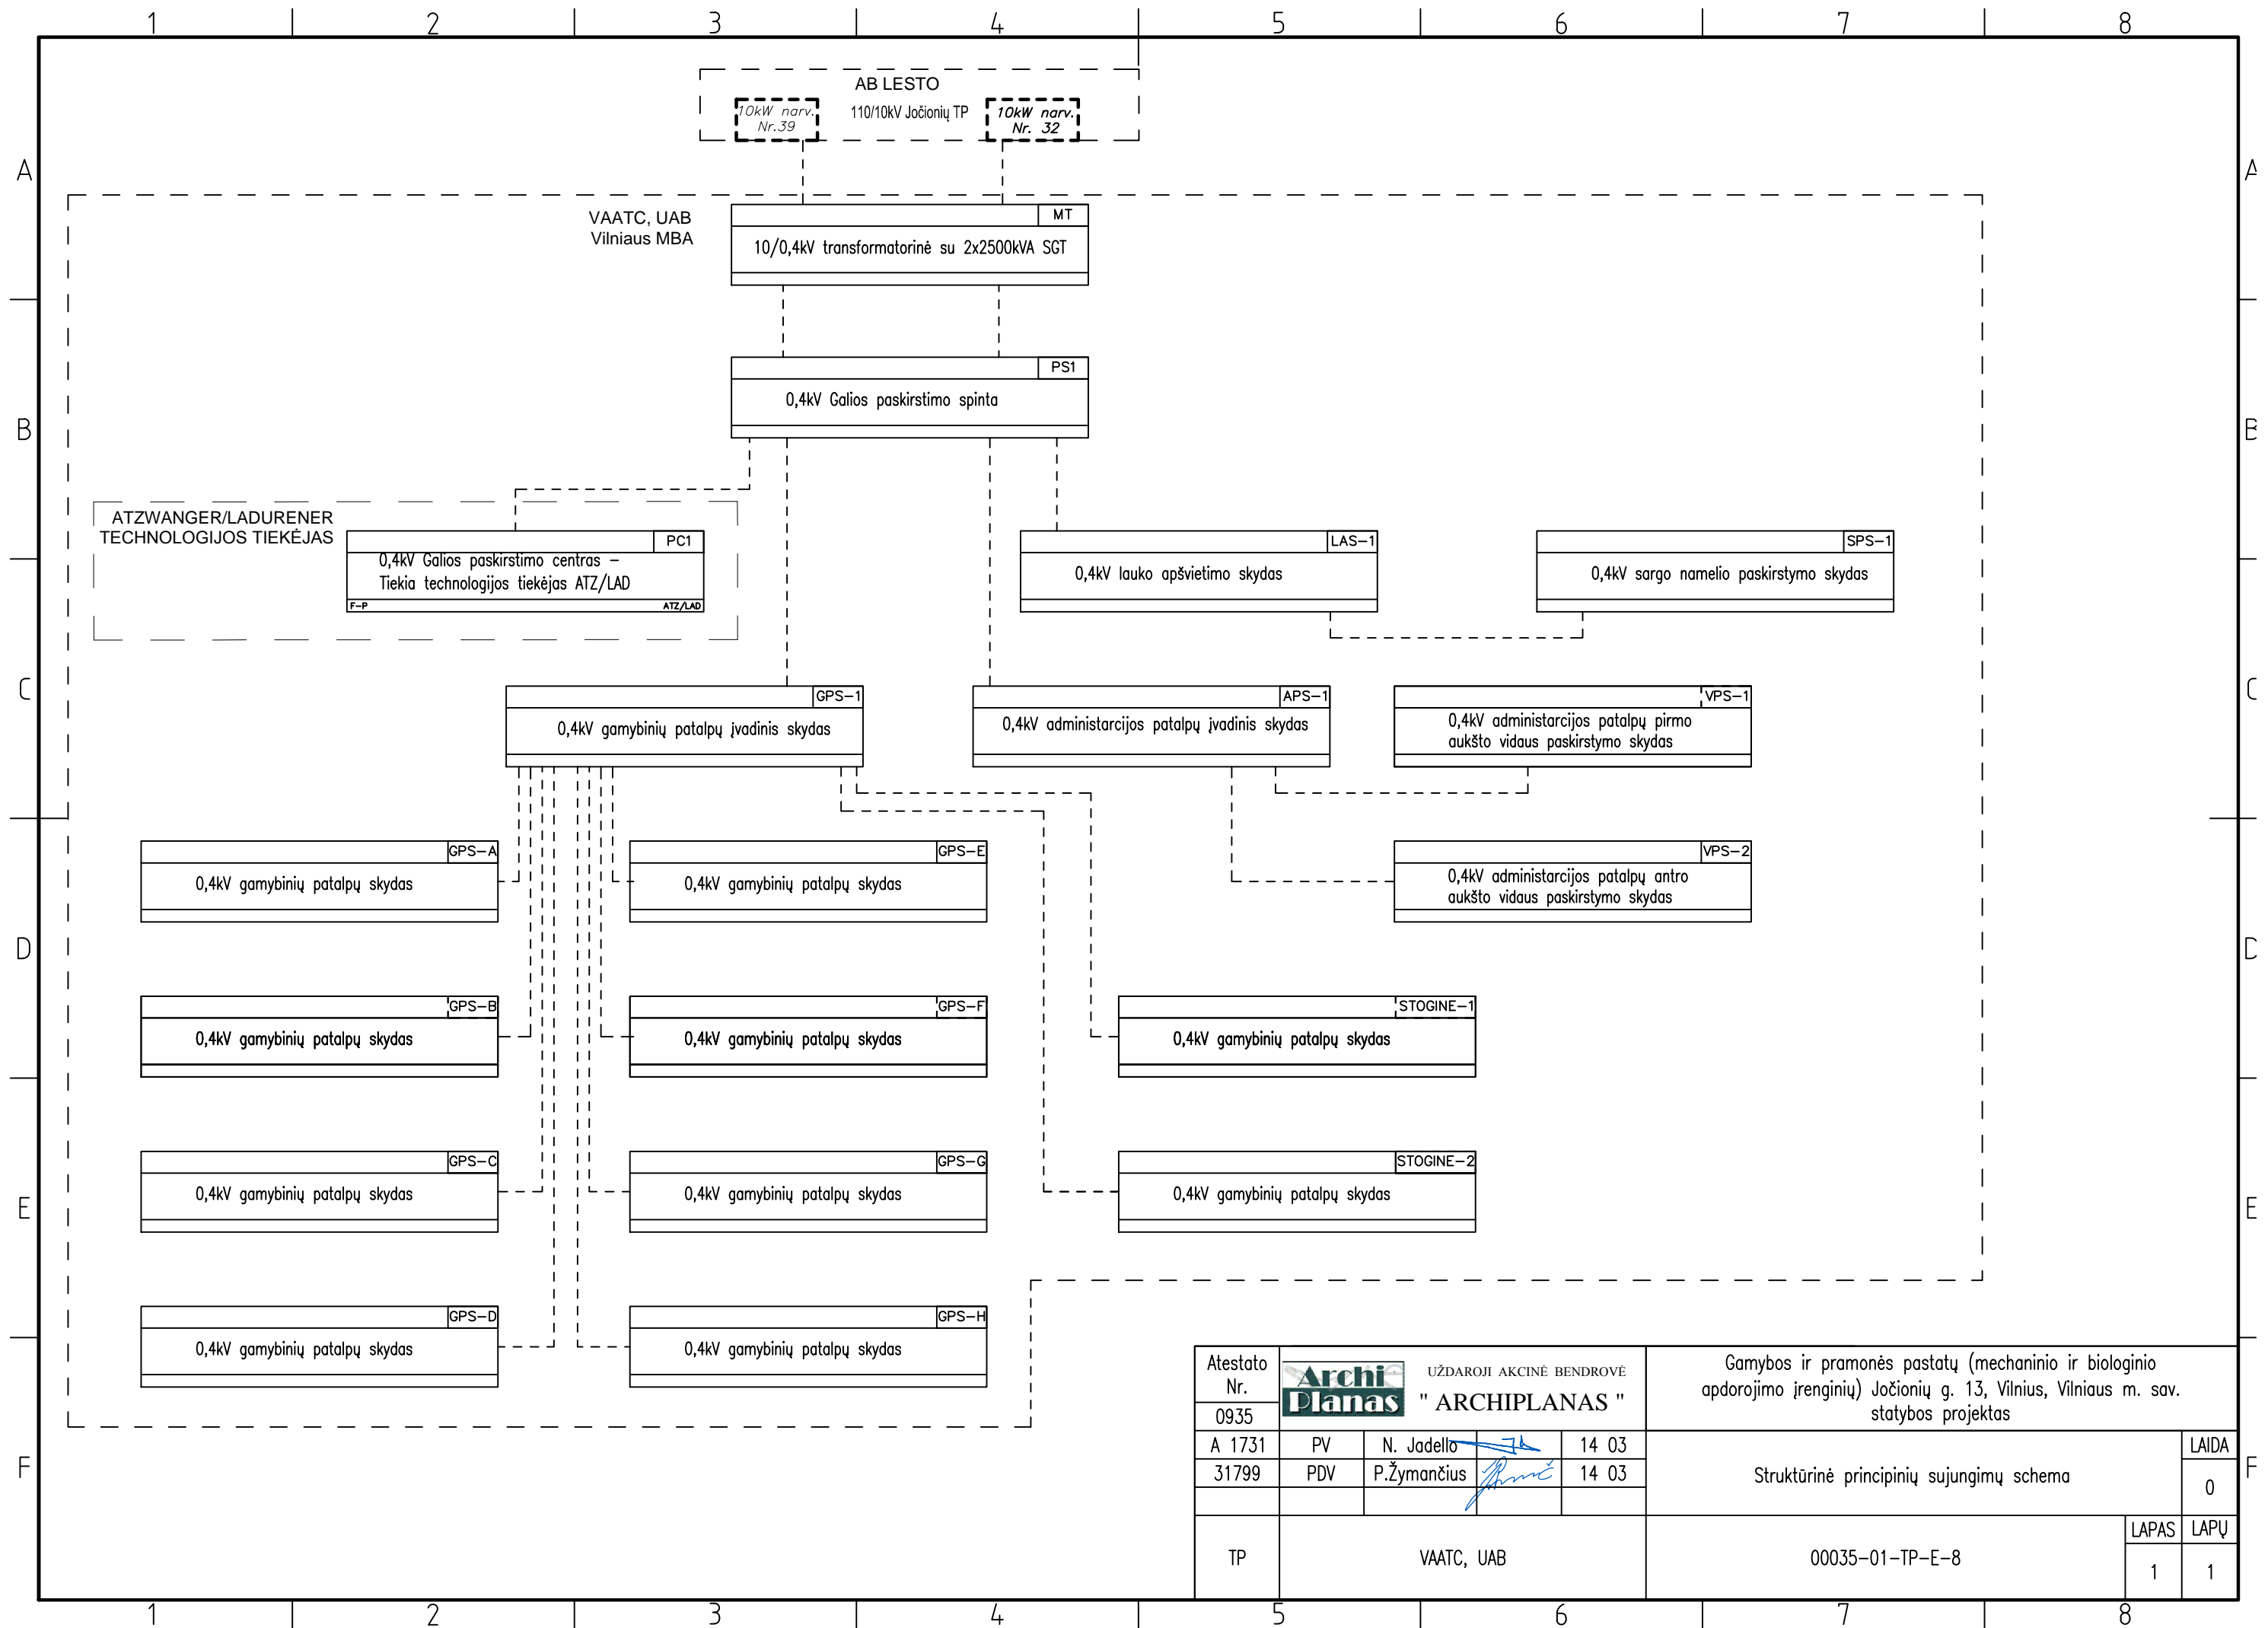 1 2 3 4 5 6 7 8
AB LESTO
10kW narv.
Nr.39
110/10kV Jočionių TP
10kW narv.
Nr. 32
A A
VAATC, UAB
Vilniaus MBA
MT
10/0,4kV transformatorinė su 2x2500kVA SGT
PS1
0,4kV Galios paskirstimo spinta
B B
ATZWANGER/LADURENER
TECHNOLOGIJOS TIEKĖJAS
PC1
0,4kV Galios paskirstimo centras –
Tiekia technologijos tiekėjas ATZ/LAD
F-P ATZ/LAD
LAS-1
0,4kV lauko apšvietimo skydas
SPS-1
0,4kV sargo namelio paskirstymo skydas
C C
GPS-1
0,4kV gamybinių patalpų įvadinis skydas
APS-1
0,4kV administarcijos patalpų įvadinis skydas
VPS-1
0,4kV administarcijos patalpų pirmo
aukšto vidaus paskirstymo skydas
GPS-A
0,4kV gamybinių patalpų skydas
GPS-E
0,4kV gamybinių patalpų skydas
VPS-2
0,4kV administarcijos patalpų antro
aukšto vidaus paskirstymo skydas
D D
GPS-B
0,4kV gamybinių patalpų skydas
GPS-F
0,4kV gamybinių patalpų skydas
STOGINE-1
0,4kV gamybinių patalpų skydas
GPS-C
0,4kV gamybinių patalpų skydas
GPS-G
0,4kV gamybinių patalpų skydas
STOGINE-2
0,4kV gamybinių patalpų skydas
E E
GPS-D
0,4kV gamybinių patalpų skydas
GPS-H
0,4kV gamybinių patalpų skydas
F F
Atestato
Nr.
0935
Archi
Planas
UŽDAROJI AKCINĖ BENDROVĖ
" ARCHIPLANAS "
Gamybos ir pramonės pastatų (mechaninio ir biologinio
apdorojimo įrenginių) Jočionių g. 13, Vilnius, Vilniaus m. sav.
statybos projektas
A 1731 PV N. Jadello 14 03
31799 PDV P.Žymančius 14 03
Struktūrinė principinių sujungimų schema
LAIDA
0
TP
VAATC, UAB
00035-01-TP-E-8
LAPAS LAPŲ
1 1
1 2 3 4 5 6 7 8